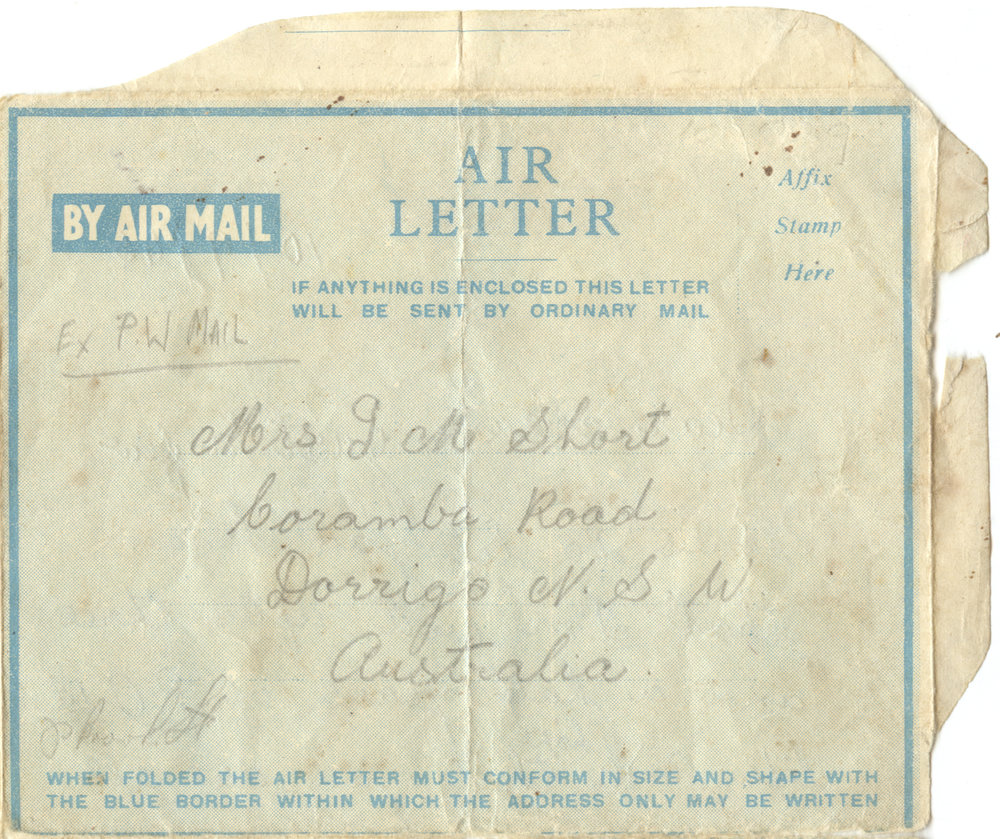 AIR
LETTER
Affix
Stamp
Here
BY AIR MAIL
IF ANYTHING IS ENCLOSED THIS LETTER
WILL BE SENT BY ORDINARY MAIL
Ex P.W MAIL
Mrs J M Short
Coramba Road
Dorrigo N. S. W
Australia.
WHEN FOLDED THE AIR LETTER MUST CONFORM IN SIZE AND SHAPE WITH
THE BLUE BORDER WITHIN WHICH THE ADDRESS ONLY MAY BE WRITTEN